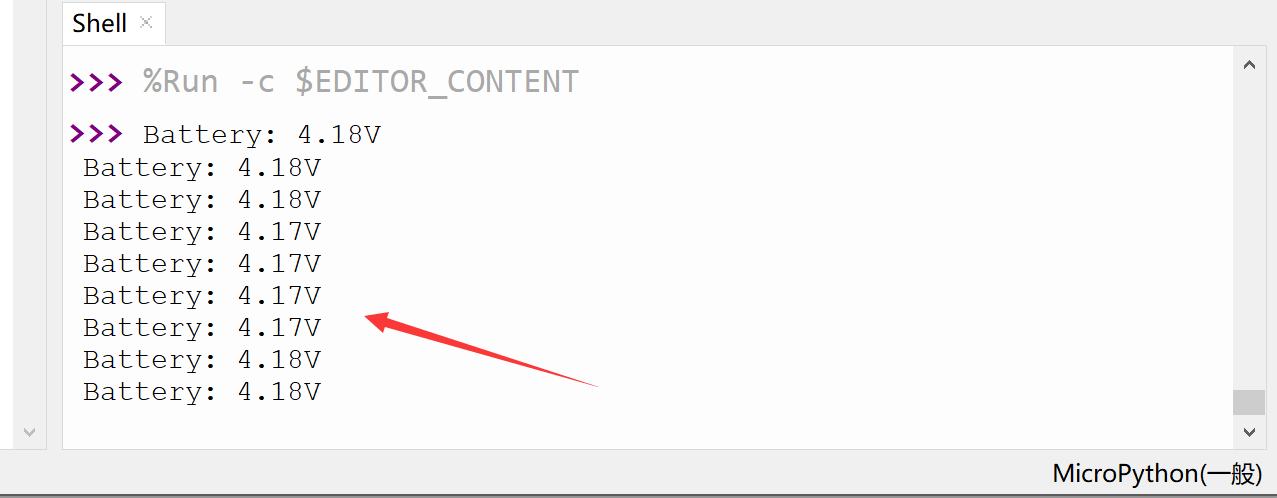 Shell ×
>>> %Run -c $EDITOR_CONTENT
>>> Battery: 4.18V
Battery: 4.18V
Battery: 4.18V
Battery: 4.17V
Battery: 4.17V
Battery: 4.17V
Battery: 4.17V
Battery: 4.18V
Battery: 4.18V
MicroPython(一般)